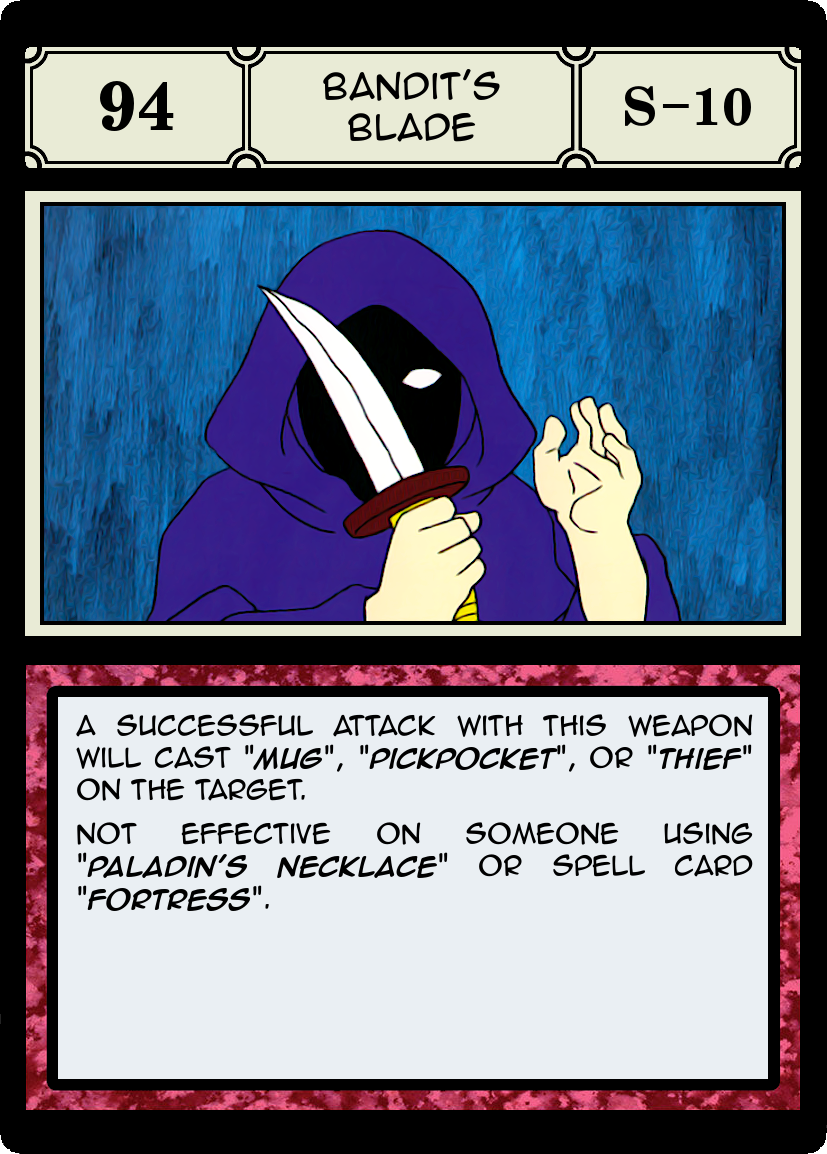 94
BANDIT'S
BLADE
S-10
A SUCCESSFUL ATTACK WITH THIS WEAPON
WILL CAST "MUG", "PICKPOCKET", OR "THIEF"
ON THE TARGET.
NOT EFFECTIVE ON SOMEONE USING
"PALADIN'S NECKLACE" OR SPELL CARD
"FORTRESS".